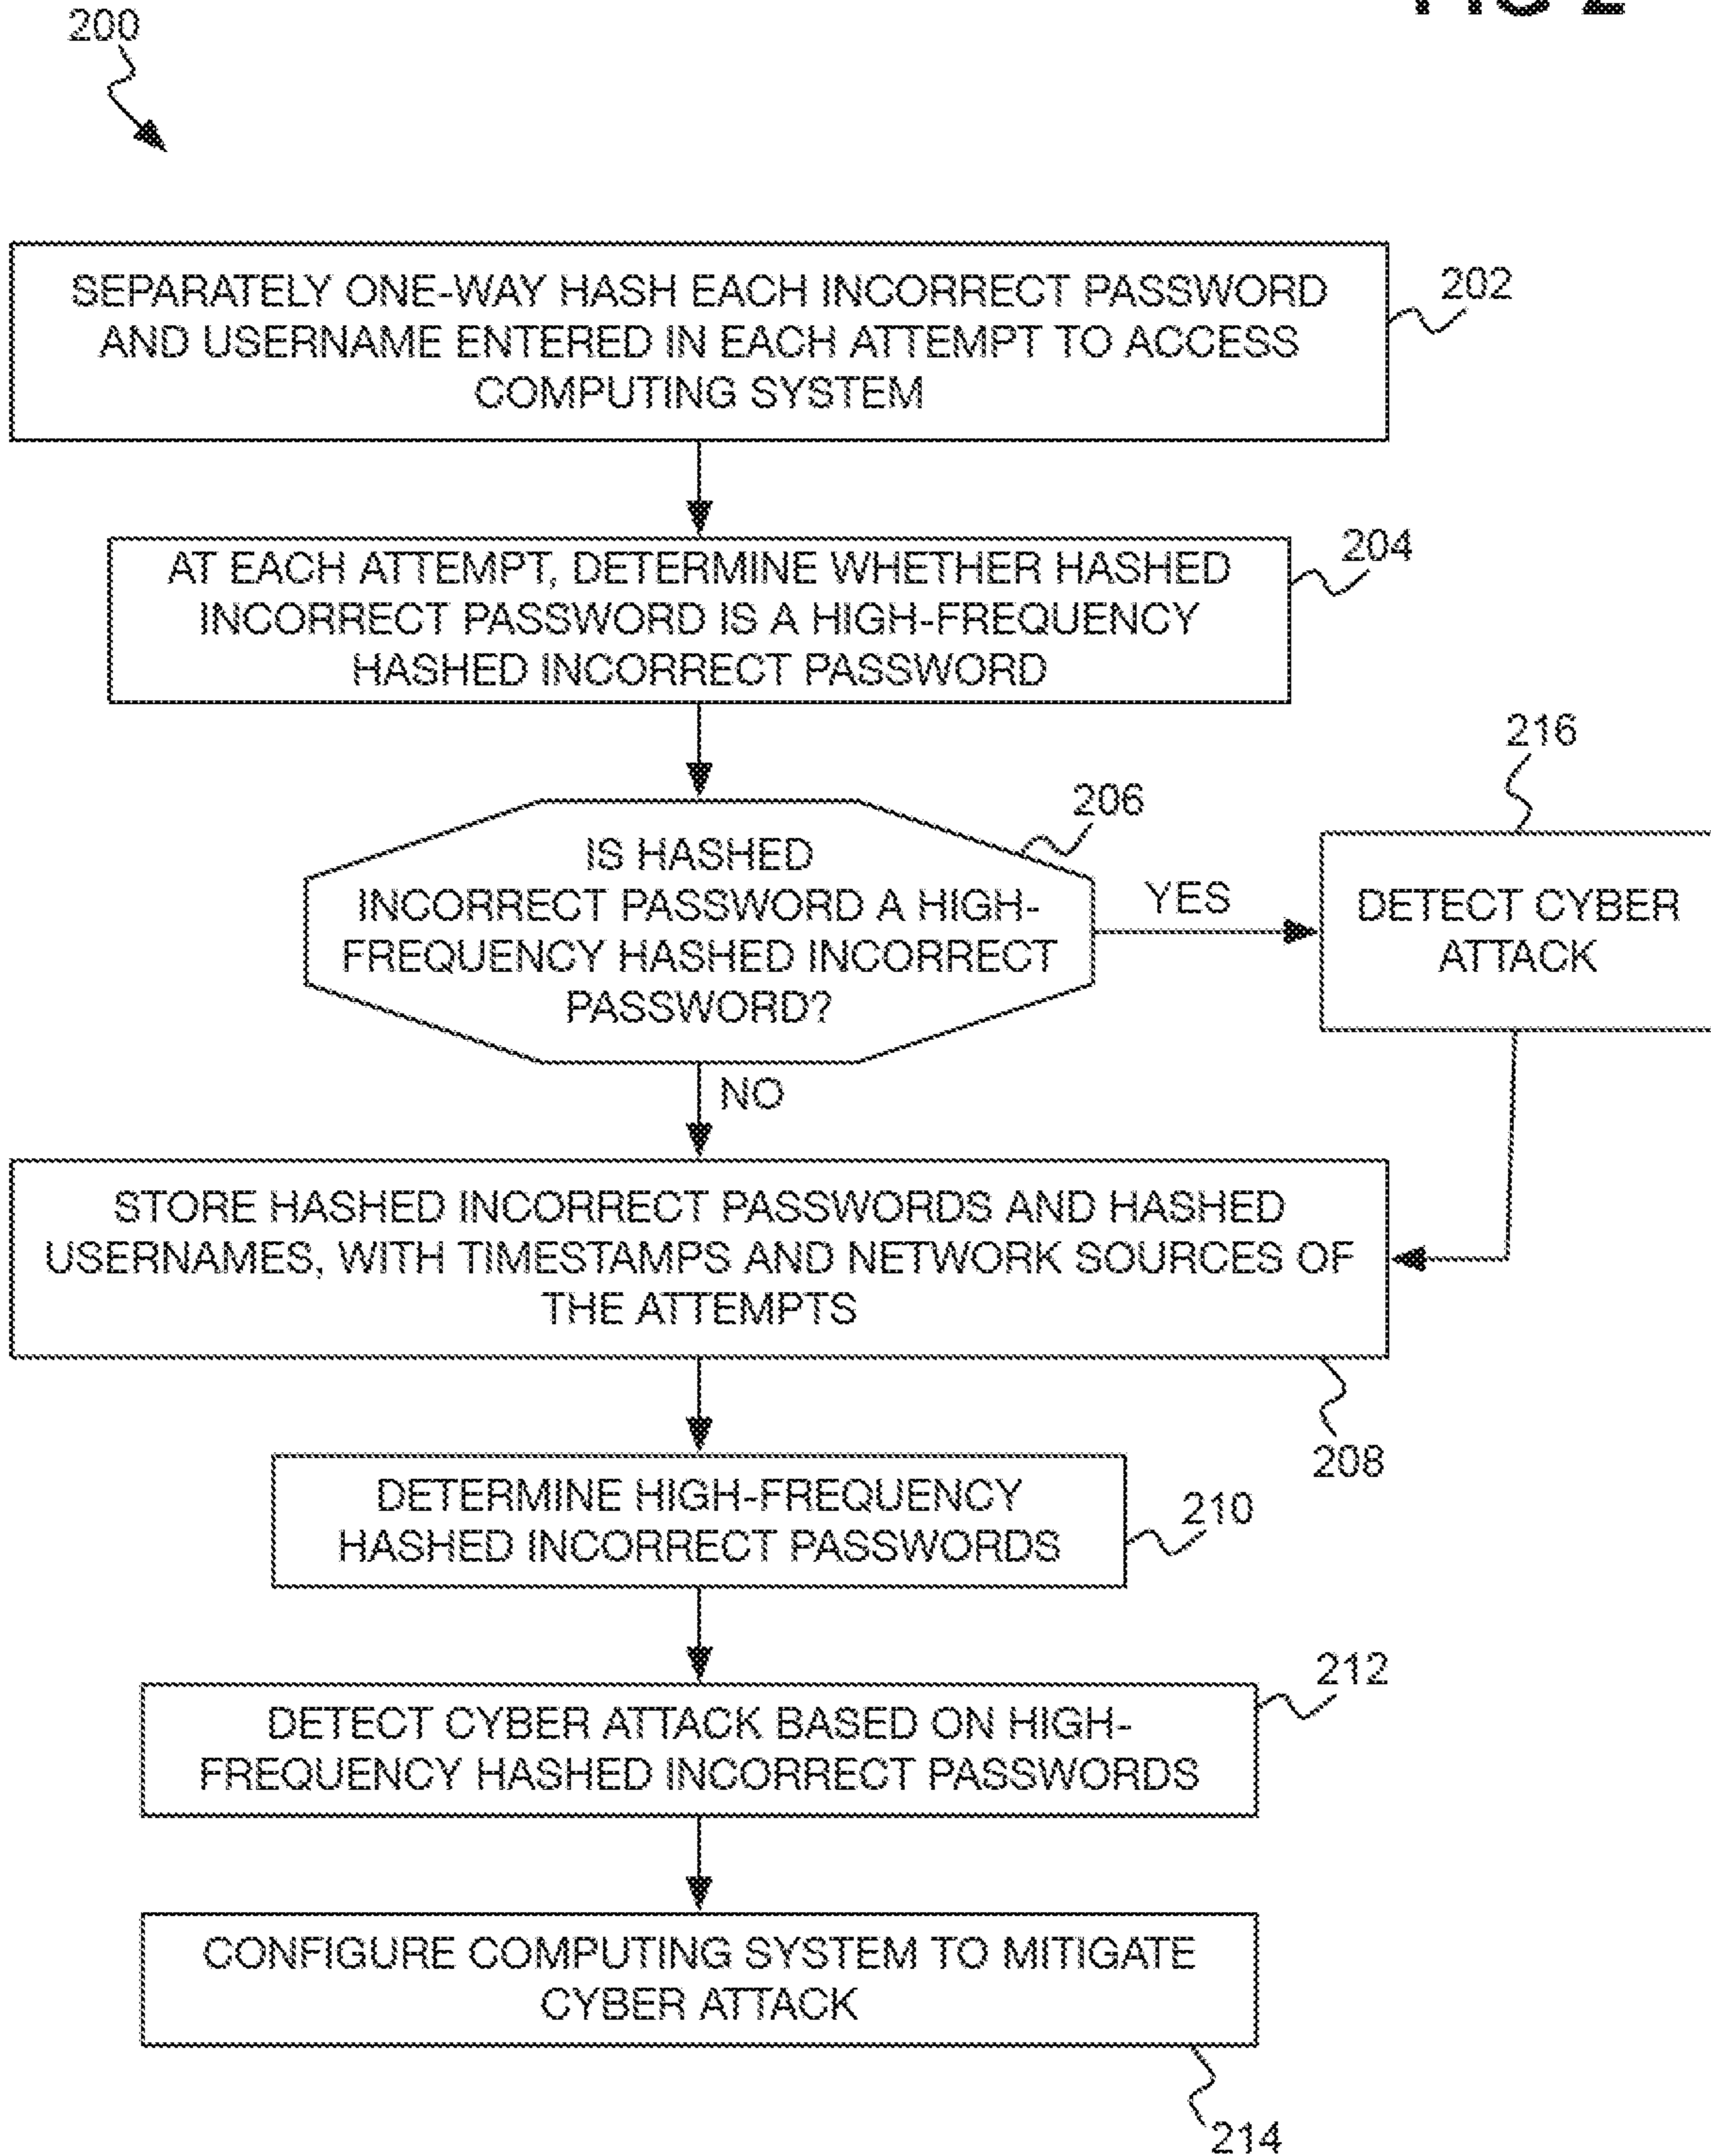 200
SEPARATELY ONE-WAY HASH EACH INCORRECT PASSWORD
AND USERNAME ENTERED IN EACH ATTEMPT TO ACCESS
COMPUTING SYSTEM
202
AT EACH ATTEMPT, DETERMINE WHETHER HASHED
INCORRECT PASSWORD IS A HIGH-FREQUENCY
HASHED INCORRECT PASSWORD
204
IS HASHED
INCORRECT PASSWORD A HIGH-
FREQUENCY HASHED INCORRECT
PASSWORD?
206
YES
216
DETECT CYBER
ATTACK
NO
STORE HASHED INCORRECT PASSWORDS AND HASHED
USERNAMES, WITH TIMESTAMPS AND NETWORK SOURCES OF
THE ATTEMPTS
208
DETERMINE HIGH-FREQUENCY
HASHED INCORRECT PASSWORDS
210
DETECT CYBER ATTACK BASED ON HIGH-
FREQUENCY HASHED INCORRECT PASSWORDS
212
CONFIGURE COMPUTING SYSTEM TO MITIGATE
CYBER ATTACK
214